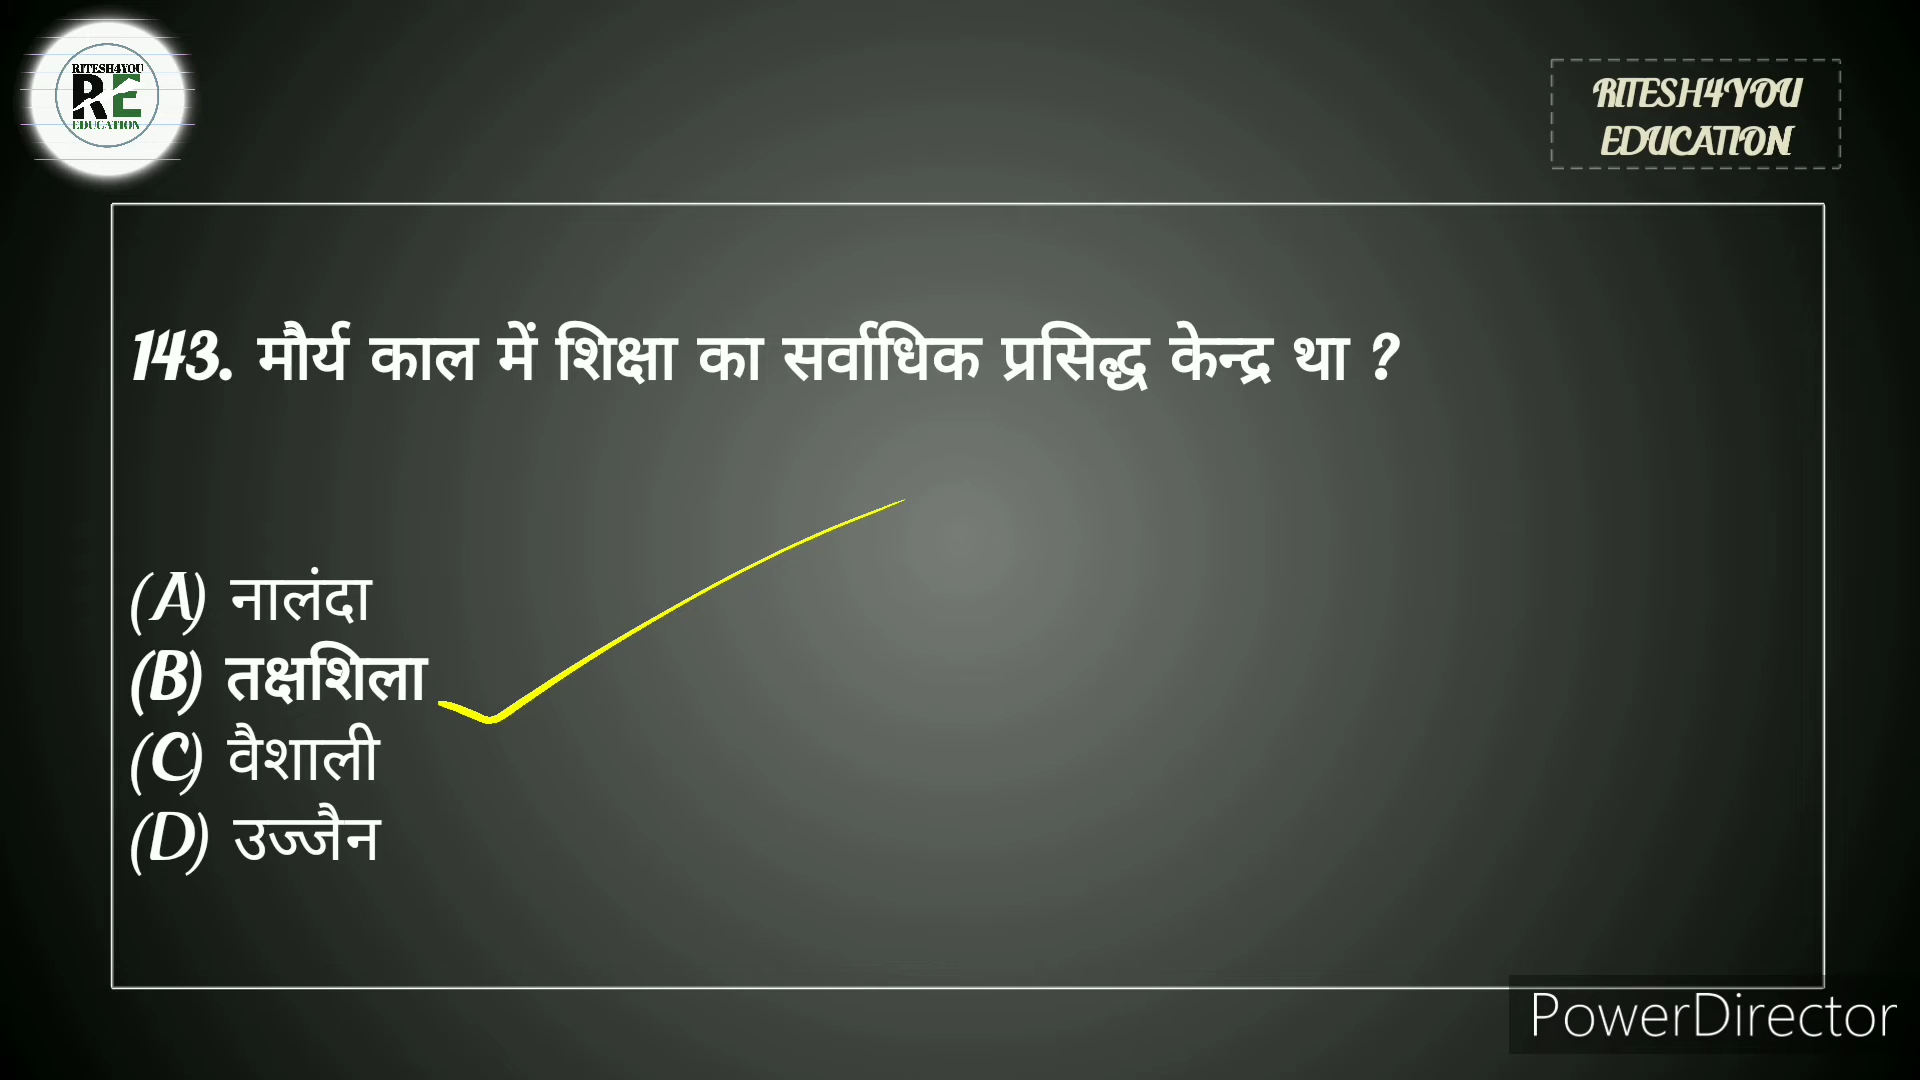 RITESH4YOU
RE
EDUCATION
RITESH4YOU
EDUCATION
143. मौर्य काल में शिक्षा का सर्वाधिक प्रसिद्ध केन्द्र था ?
(A) नालंदा
(B) तक्षशिला
(C) वैशाली
(D) उज्जैन
PowerDirector